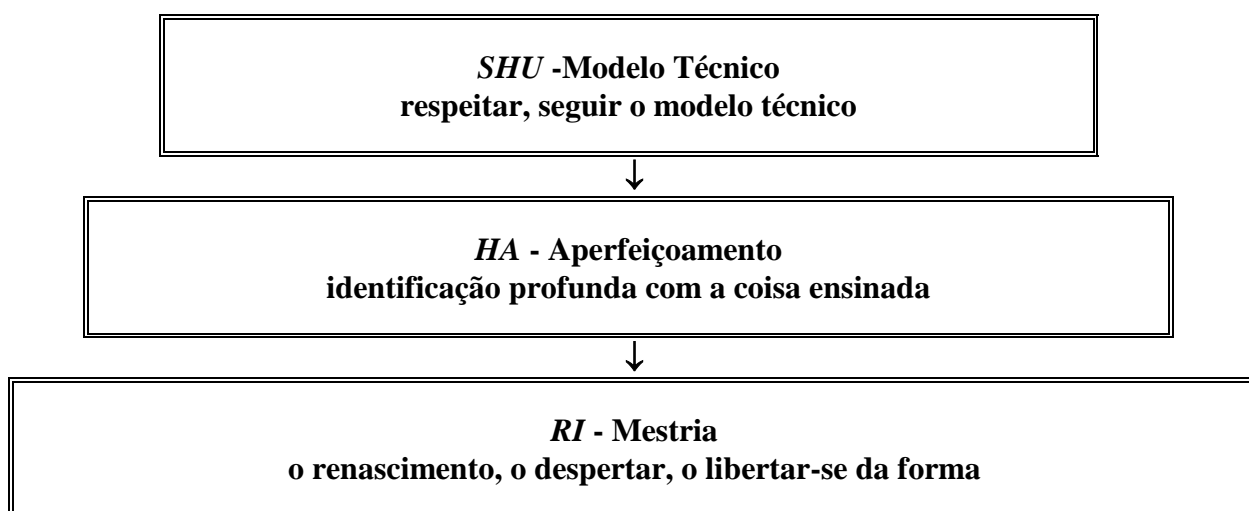 SHU -Modelo Técnico
respeitar, seguir o modelo técnico
↓
HA - Aperfeiçoamento
identificação profunda com a coisa ensinada
↓
RI - Mestria
o renascimento, o despertar, o libertar-se da forma